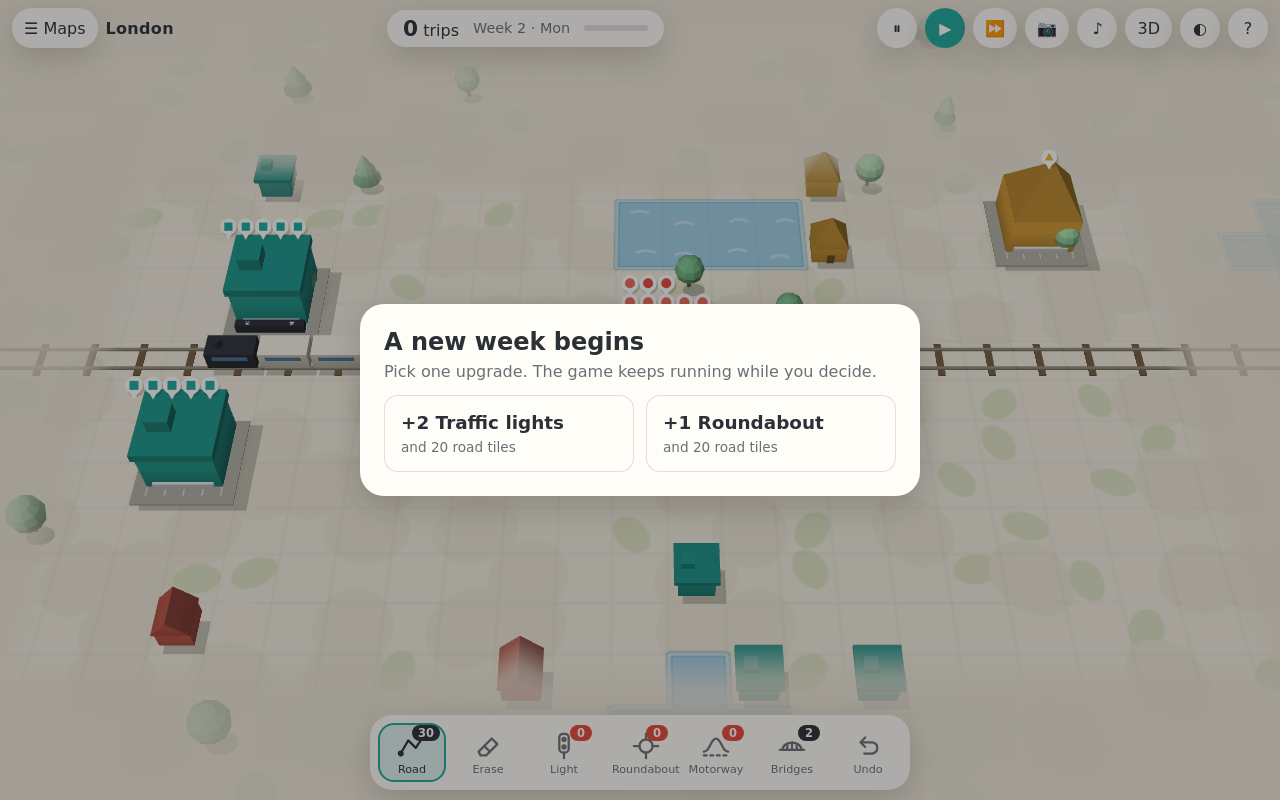 ☰ Maps London 0 trips Week 2 · Mon 3D ?
A new week begins
Pick one upgrade. The game keeps running while you decide.
+2 Traffic lights +1 Roundabout
and 20 road tiles and 20 road tiles
30 0 0 0 2
Road Erase Light Roundabout Motorway Bridges Undo